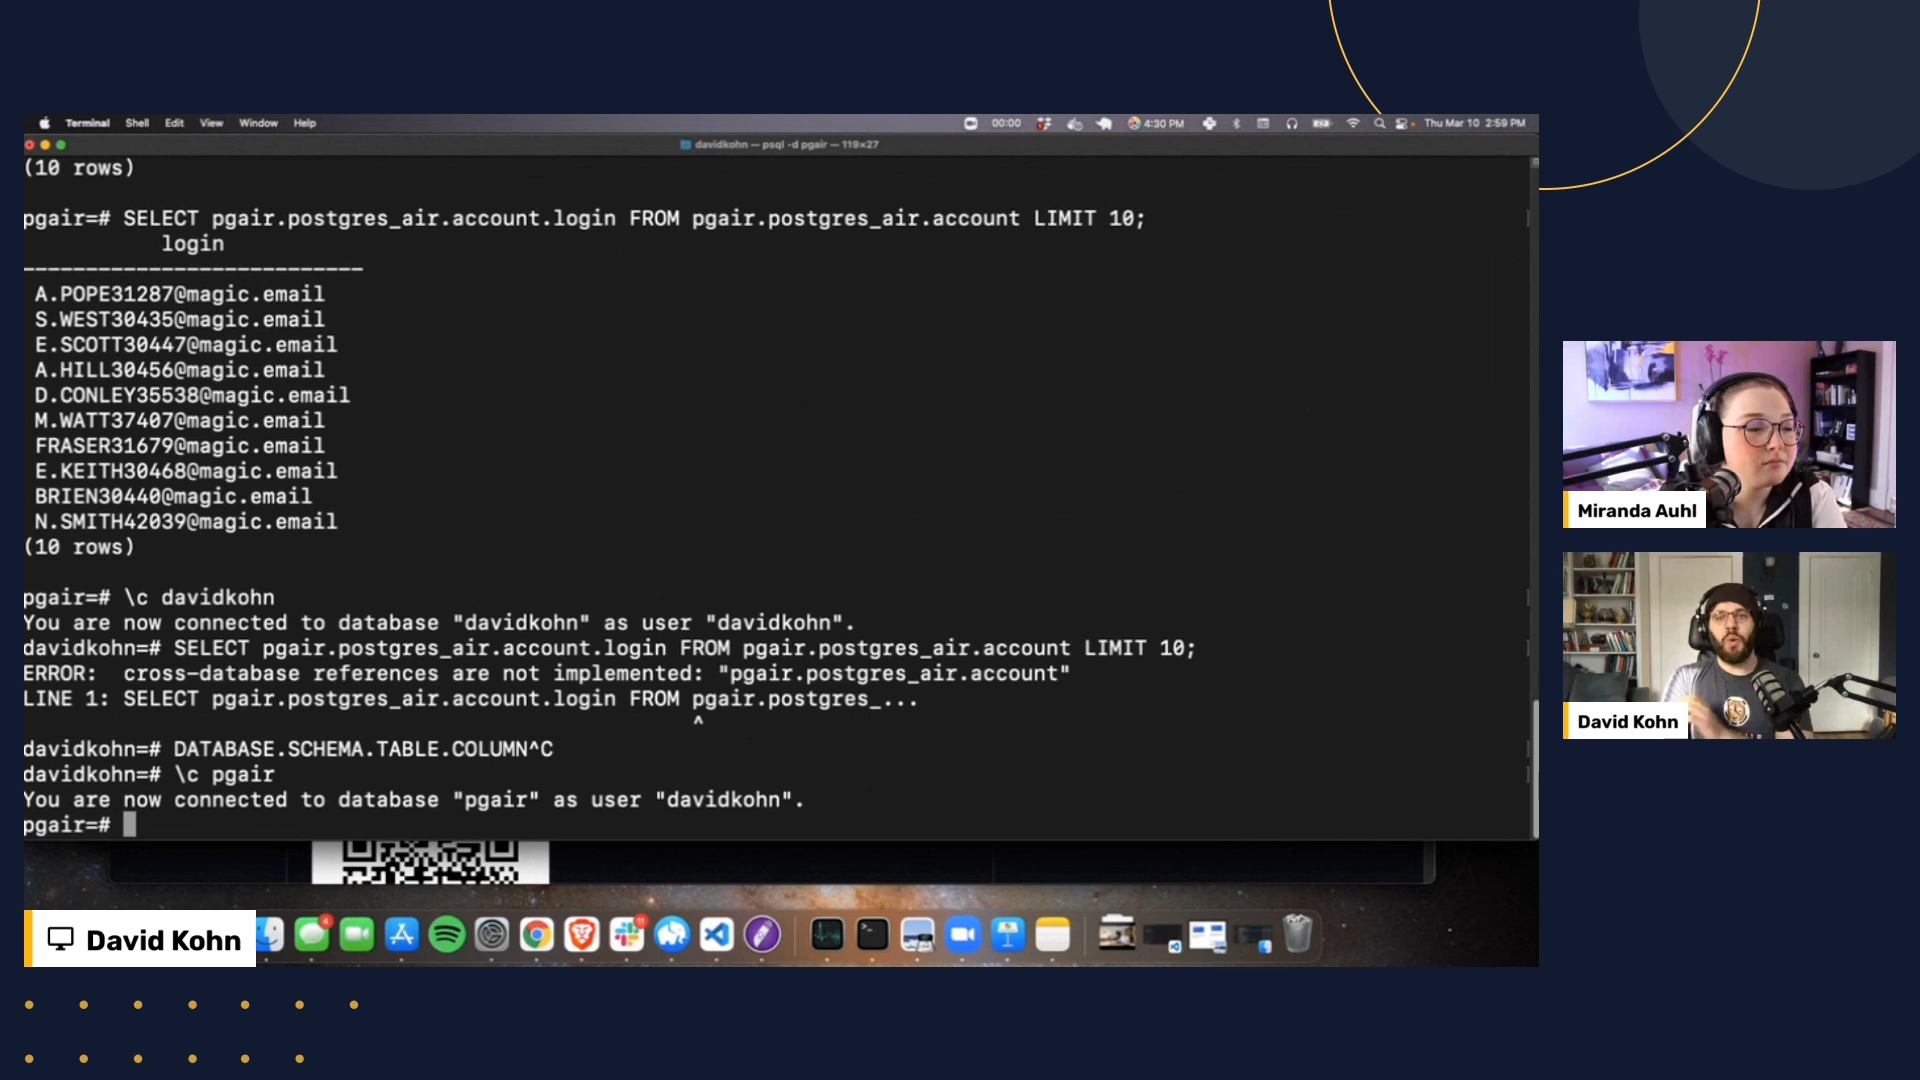 Terminal Shell Edit View Window Help 00:00 4:30 PM Thu Mar 10 2:59 PM
davidkohn — psql -d pgair — 119×27
(10 rows)
pgair=# SELECT pgair.postgres_air.account.login FROM pgair.postgres_air.account LIMIT 10;
login
---------------------------
A.POPE31287@magic.email
S.WEST30435@magic.email
E.SCOTT30447@magic.email
A.HILL30456@magic.email
D.CONLEY35538@magic.email
M.WATT37407@magic.email
FRASER31679@magic.email
E.KEITH30468@magic.email
BRIEN30440@magic.email
N.SMITH42039@magic.email
(10 rows)
pgair=# \c davidkohn
You are now connected to database "davidkohn" as user "davidkohn".
davidkohn=# SELECT pgair.postgres_air.account.login FROM pgair.postgres_air.account LIMIT 10;
ERROR:  cross-database references are not implemented: "pgair.postgres_air.account"
LINE 1: SELECT pgair.postgres_air.account.login FROM pgair.postgres_...
^
davidkohn=# DATABASE.SCHEMA.TABLE.COLUMN^C
davidkohn=# \c pgair
You are now connected to database "pgair" as user "davidkohn".
pgair=#
David Kohn
Miranda Auhl
David Kohn